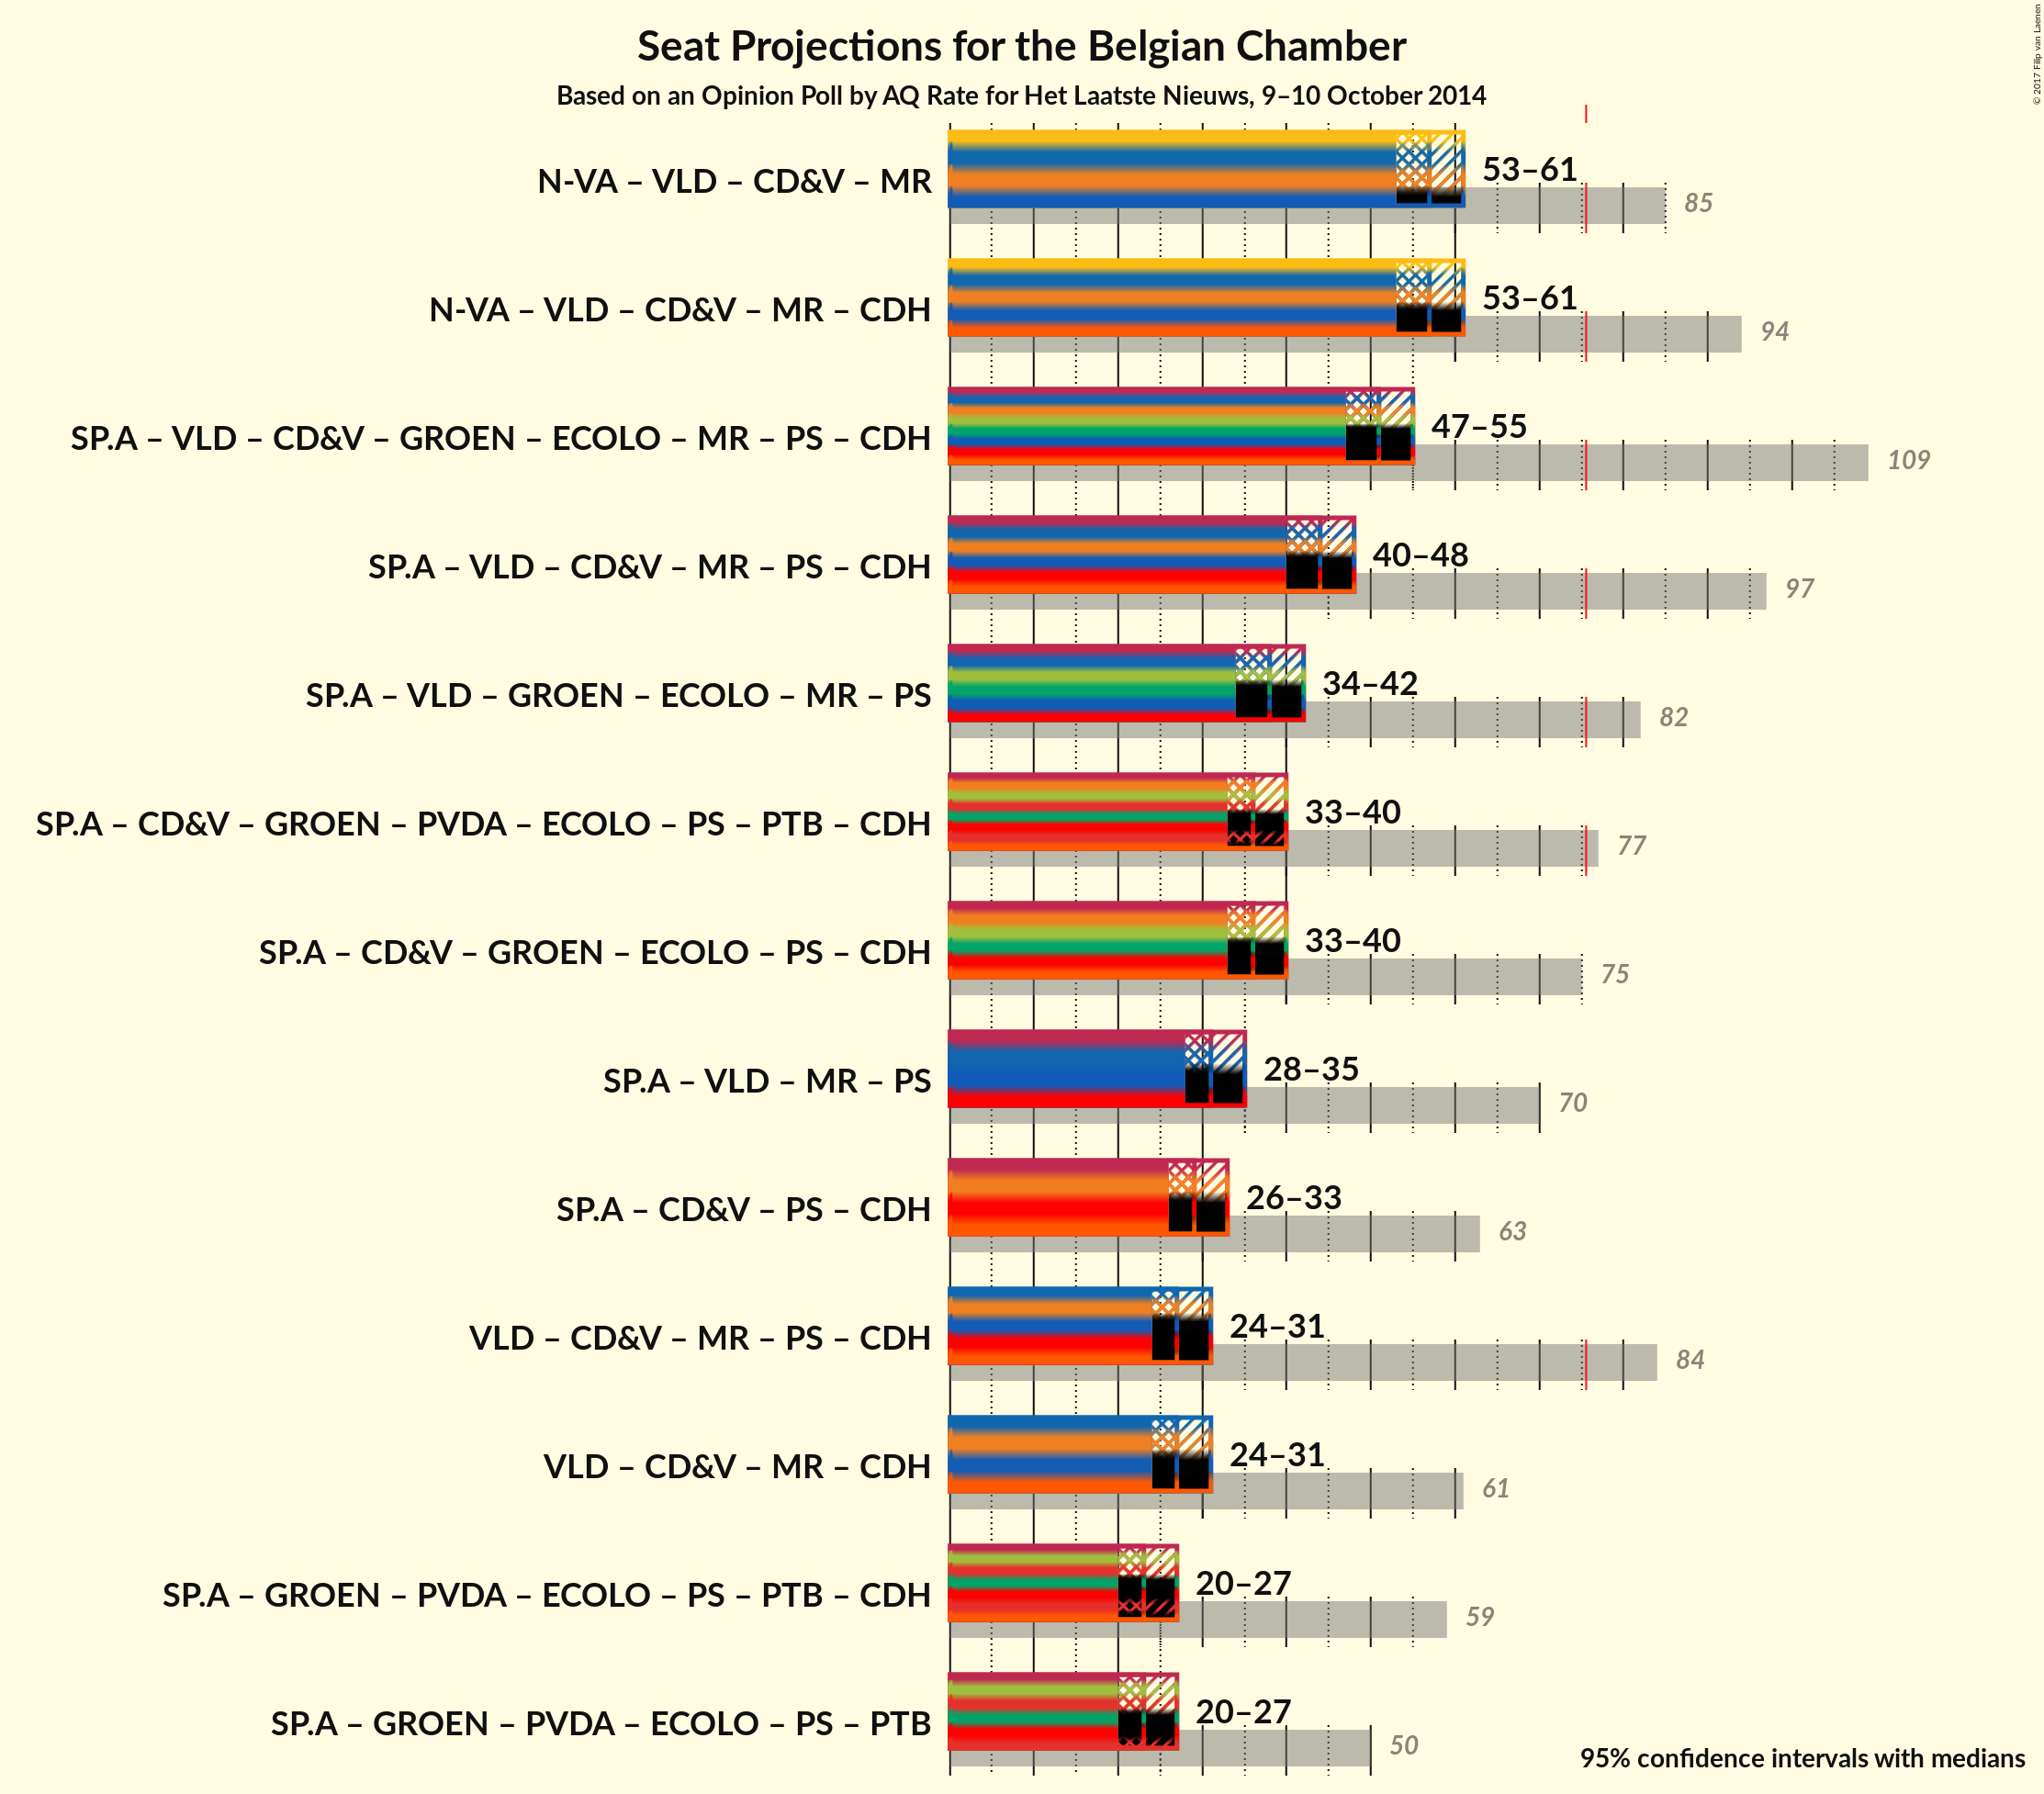 © 2017 Filip van Laenen
Seat Projections for the Belgian Chamber
Based on an Opinion Poll by AQ Rate for Het Laatste Nieuws, 9–10 October 2014
N-VA – VLD – CD&V – MR 53–61 85
N-VA – VLD – CD&V – MR – CDH 53–61 94
SP.A – VLD – CD&V – GROEN – ECOLO – MR – PS – CDH 47–55 109
SP.A – VLD – CD&V – MR – PS – CDH 40–48 97
SP.A – VLD – GROEN – ECOLO – MR – PS 34–42 82
SP.A – CD&V – GROEN – PVDA – ECOLO – PS – PTB – CDH 33–40 77
SP.A – CD&V – GROEN – ECOLO – PS – CDH 33–40 75
SP.A – VLD – MR – PS 28–35 70
SP.A – CD&V – PS – CDH 26–33 63
VLD – CD&V – MR – PS – CDH 24–31 84
VLD – CD&V – MR – CDH 24–31 61
SP.A – GROEN – PVDA – ECOLO – PS – PTB – CDH 20–27 59
SP.A – GROEN – PVDA – ECOLO – PS – PTB 20–27 50
95% confidence intervals with medians